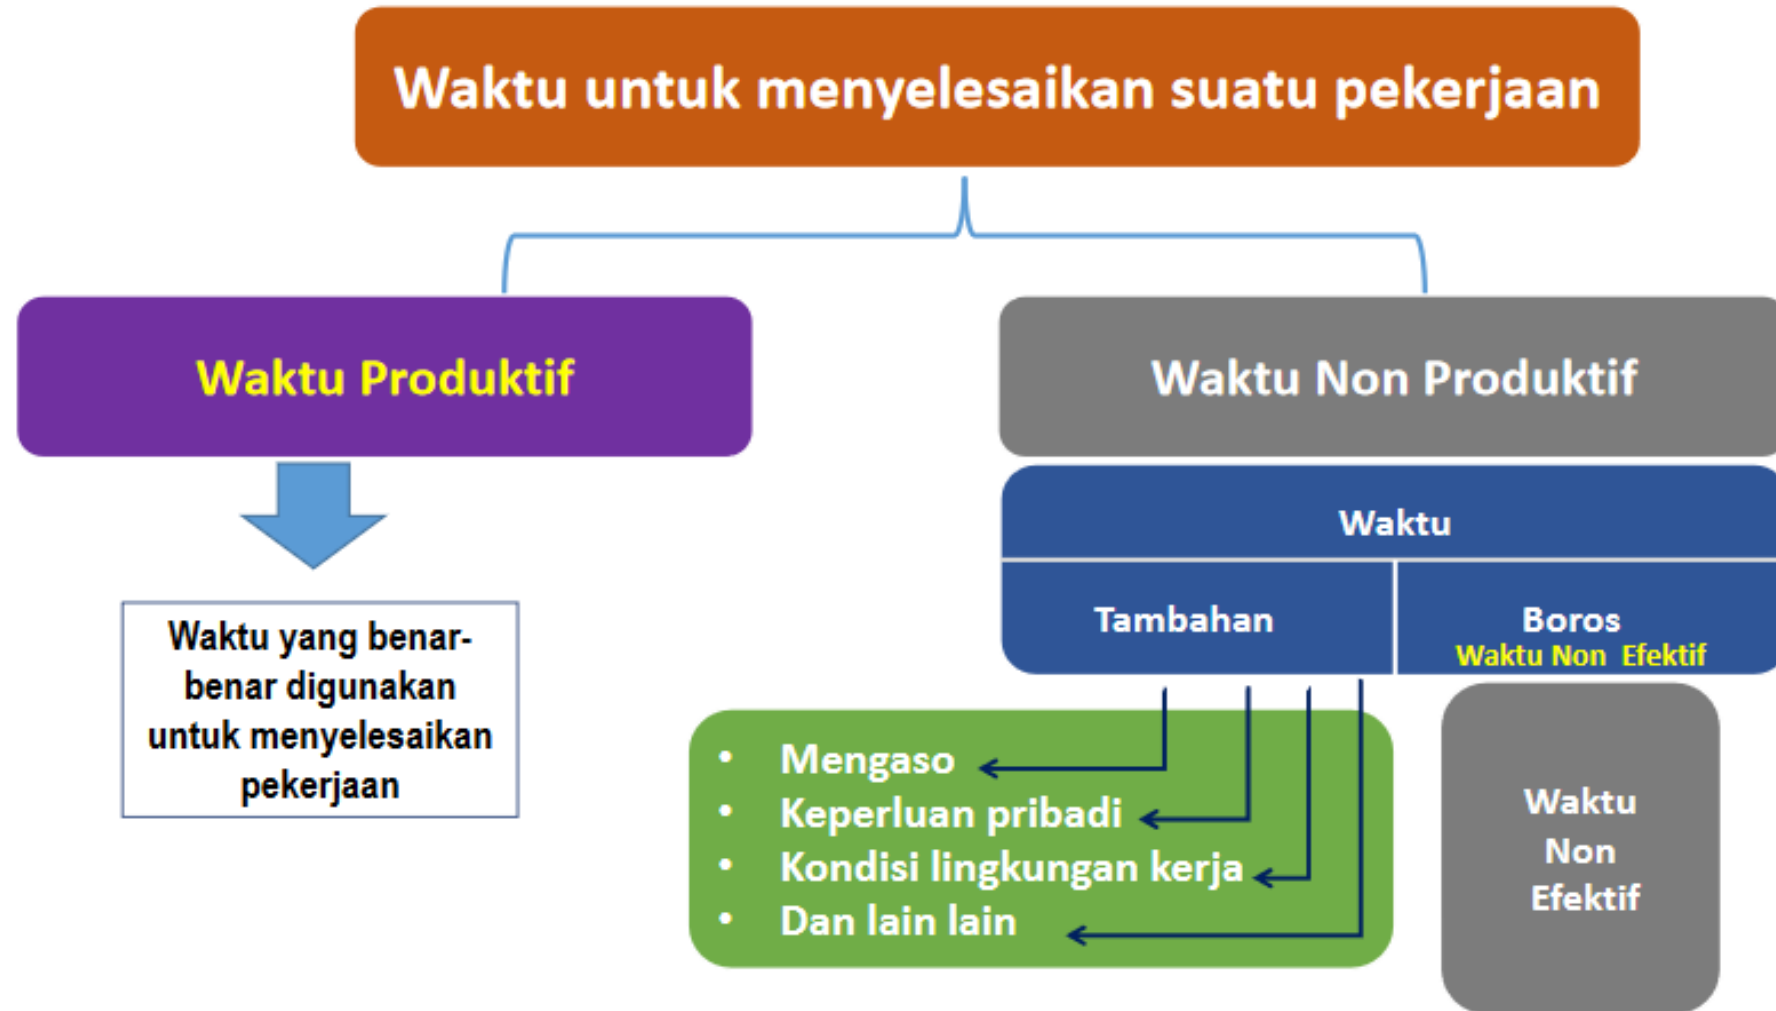 Waktu untuk menyelesaikan suatu pekerjaan
Waktu Produktif
Waktu yang benar-
benar digunakan
untuk menyelesaikan
pekerjaan
Waktu Non Produktif
Waktu
Tambahan
Boros
Waktu Non Efektif
• Mengaso
• Keperluan pribadi
• Kondisi lingkungan kerja
• Dan lain lain
Waktu
Non
Efektif